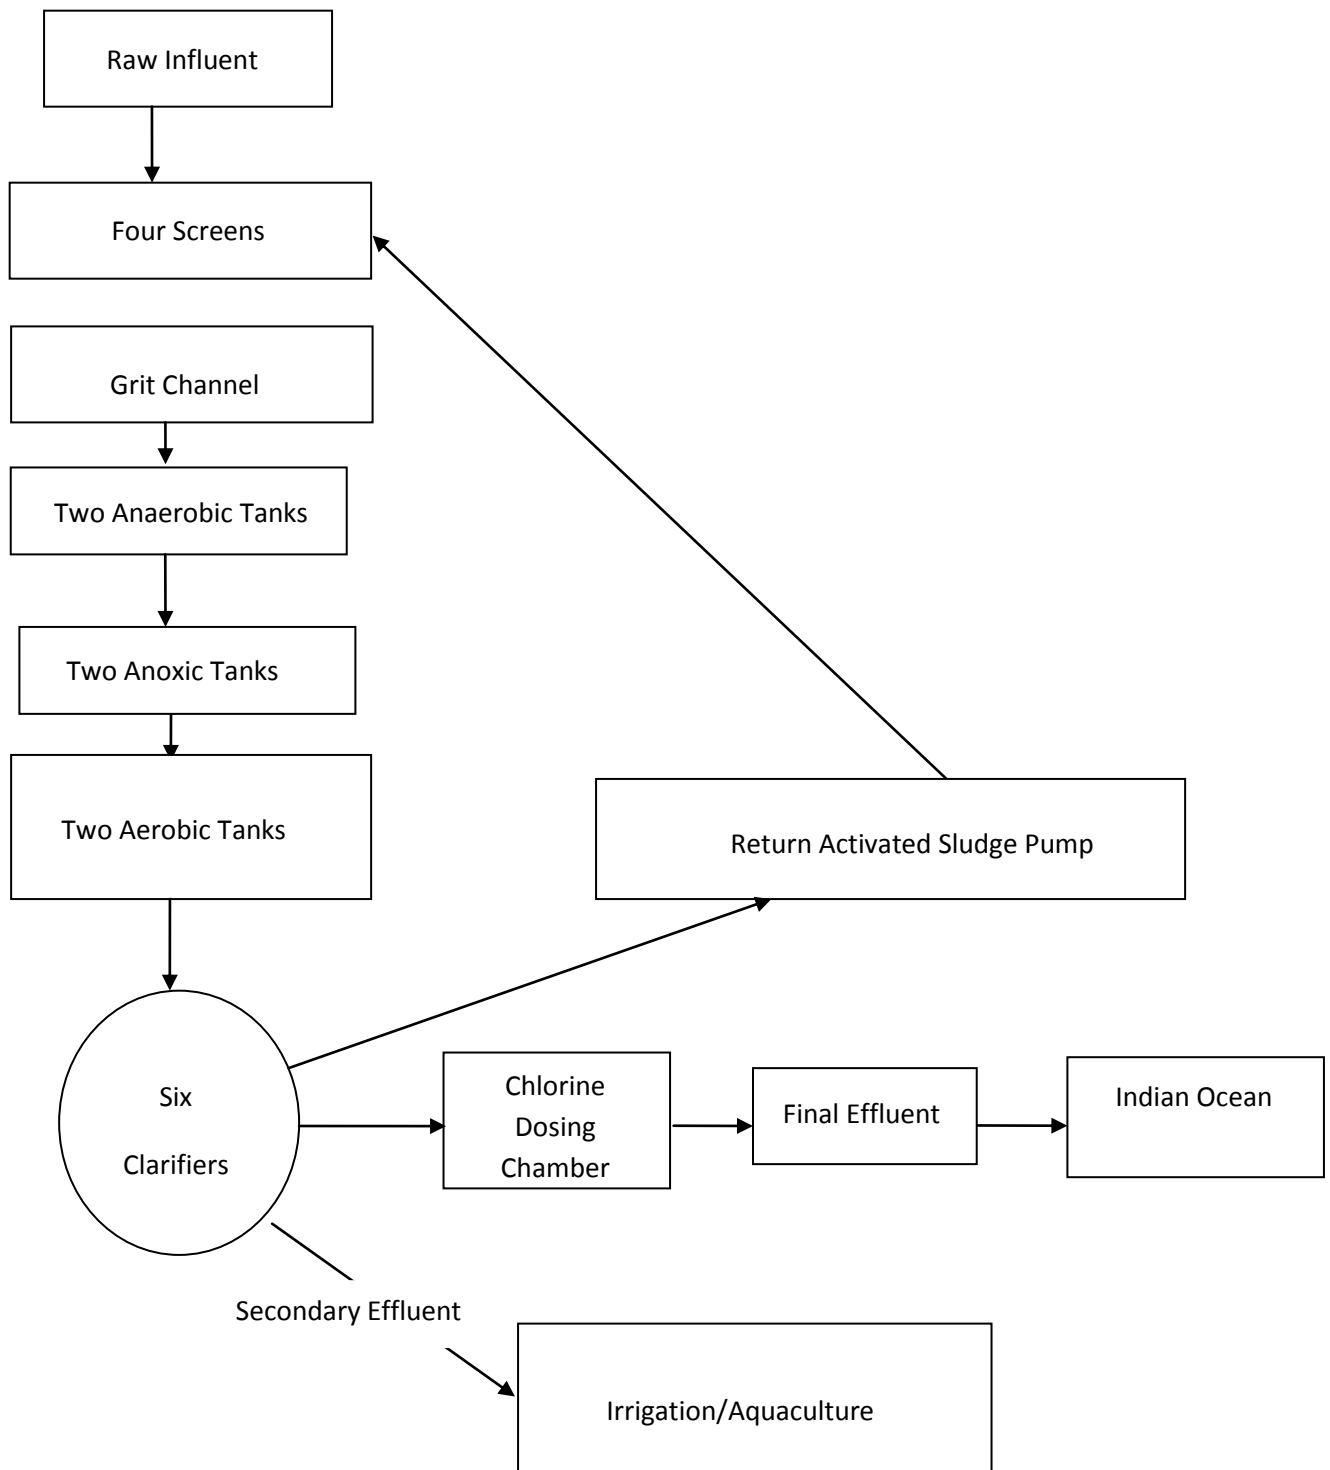 Raw Influent
Four Screens
Grit Channel
Two Anaerobic Tanks
Two Anoxic Tanks
Two Aerobic Tanks
Return Activated Sludge Pump
Six
Clarifiers
Chlorine
Dosing
Chamber
Final Effluent
Indian Ocean
Secondary Effluent
Irrigation/Aquaculture